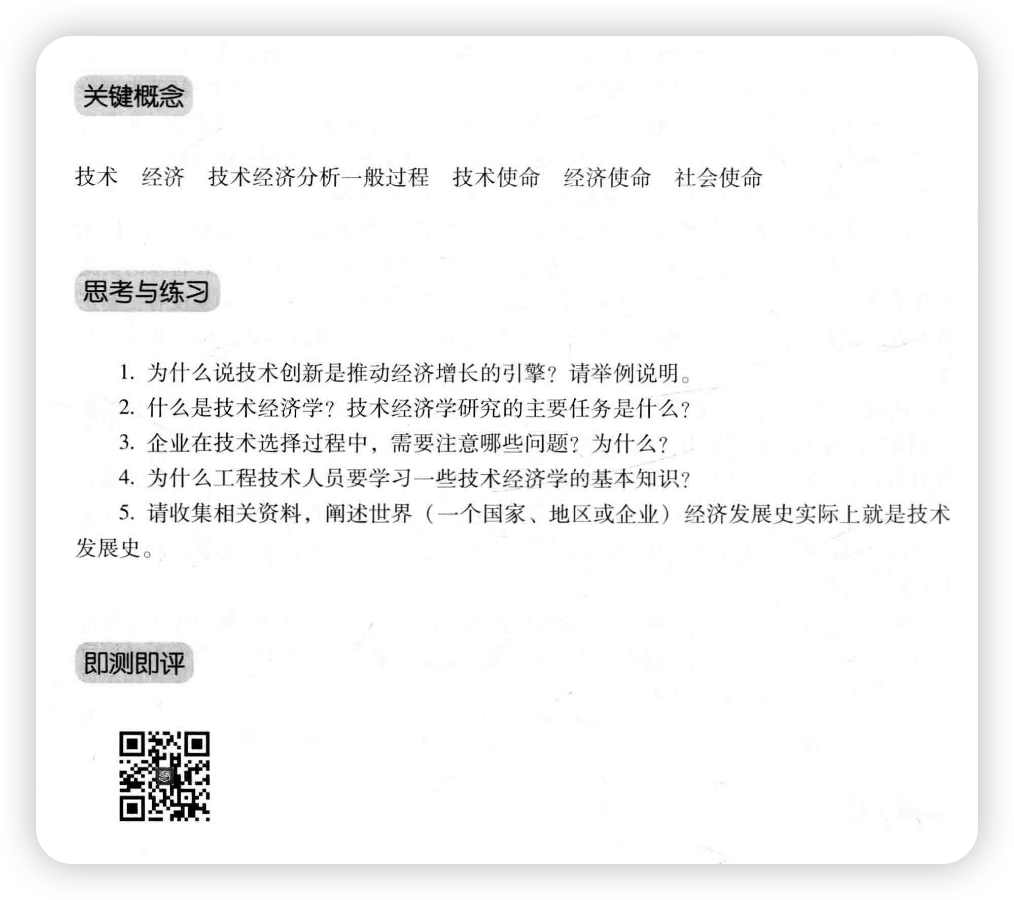 关键概念
技术 经济 技术经济分析一般过程 技术使命 经济使命 社会使命
思考与练习
1. 为什么说技术创新是推动经济增长的引擎？请举例说明。
2. 什么是技术经济学？技术经济学研究的主要任务是什么？
3. 企业在技术选择过程中，需要注意哪些问题？为什么？
4. 为什么工程技术人员要学习一些技术经济学的基本知识？
5. 请收集相关资料，阐述世界（一个国家、地区或企业）经济发展史实际上就是技术
发展史。
即测即评